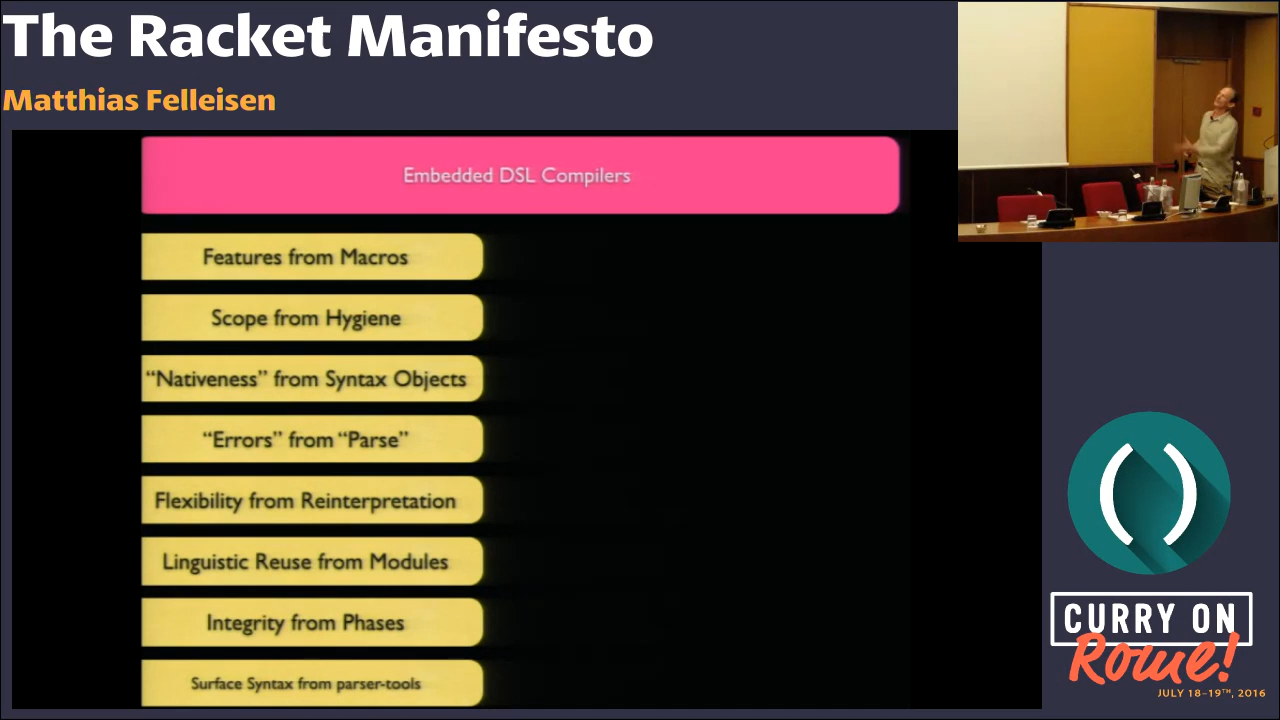 The Racket Manifesto
Matthias Felleisen
Embedded DSL Compilers
Features from Macros
Scope from Hygiene
“Nativeness” from Syntax Objects
“Errors” from “Parse”
Flexibility from Reinterpretation
Linguistic Reuse from Modules
Integrity from Phases
Surface Syntax from parser-tools
()
CURRY ON
Rome!
JULY 18-19TH, 2016